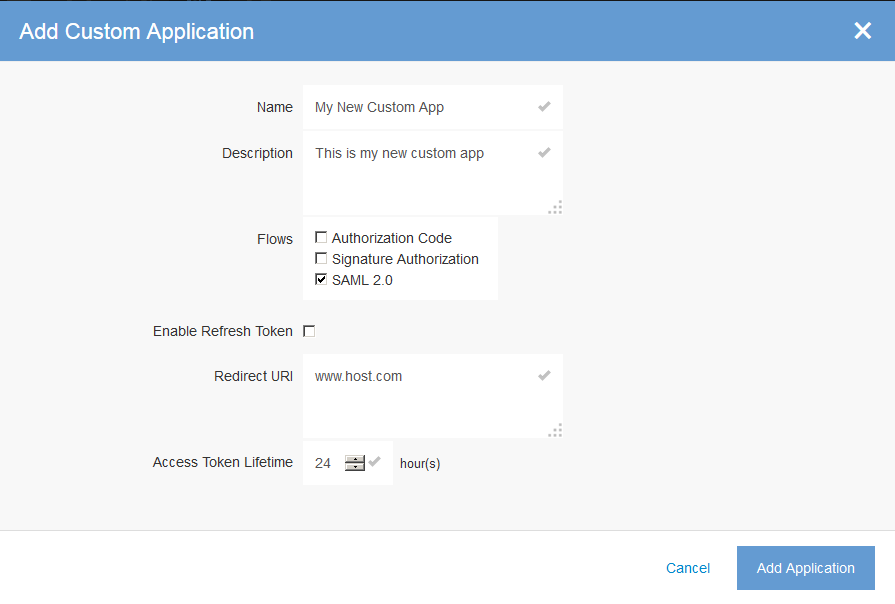 Add Custom Application
Name My New Custom App
Description This is my new custom app
Flows Authorization Code
Signature Authorization
SAML 2.0
Enable Refresh Token
Redirect URI www.host.com
Access Token Lifetime 24 hour(s)
Cancel Add Application